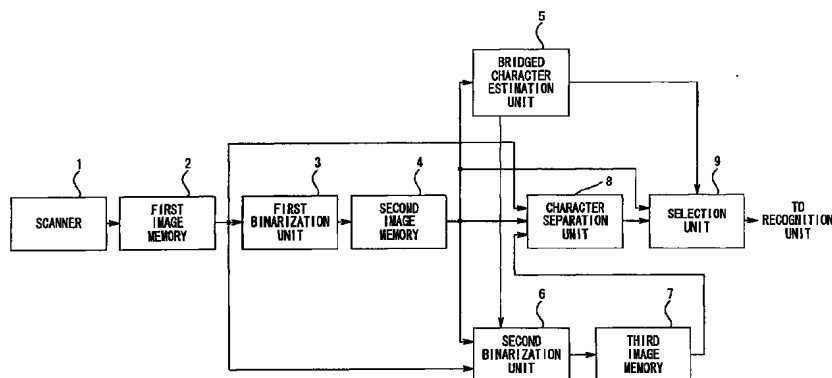 5
BRIDGED
CHARACTER
ESTIMATION
UNIT
1
SCANNER
2
FIRST
IMAGE
MEMORY
3
FIRST
BINARIZATION
UNIT
4
SECOND
IMAGE
MEMORY
8
CHARACTER
SEPARATION
UNIT
9
SELECTION
UNIT
TO
RECOGNITION
UNIT
6
SECOND
BINARIZATION
UNIT
7
THIRD
IMAGE
MEMORY